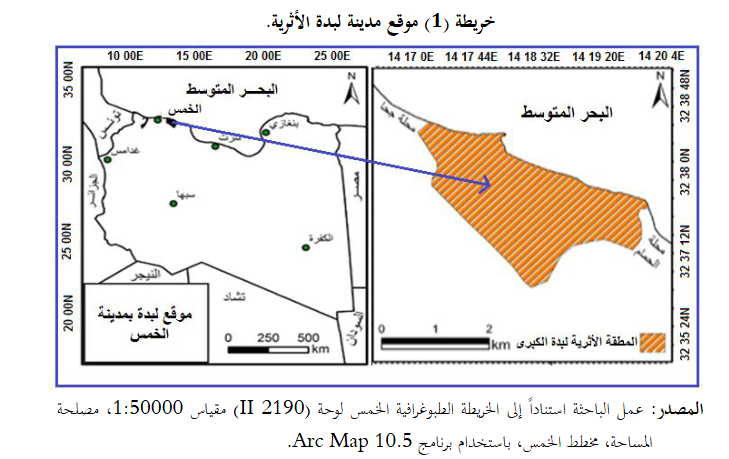 خريطة (1) موقع مدينة لبدة الأثرية.
10 00E 15 00E 20 00E 25 00E
14 17 0E 14 17 44E 14 18 32E 14 19 20E 14 20 4E
35 00N
30 00N
25 00N
20 00N
البحـــر المتوسط
N
الخمس
تونس
بنغازي
سرت
غدامس
الجزائر
مصر
سبها
الكفرة
النيجر
تشاد
السودان
موقع لبدة بمدينة
الخمس
0 250 500
km
N
البحر المتوسط
محلة جحا
محلة
الحمام
0 1 2
km
المطقة الأثرية لبدة الكبرى
32 38 48N
32 38 0N
32 37 12N
32 35 24N
المصدر: عمل الباحثة استناداً إلى الخريطة الطبوغرافية الخمس لوحة (2190 II) مقياس 1:50000، مصلحة
المساحة، مخطط الخمس، باستخدام برنامج Arc Map 10.5.